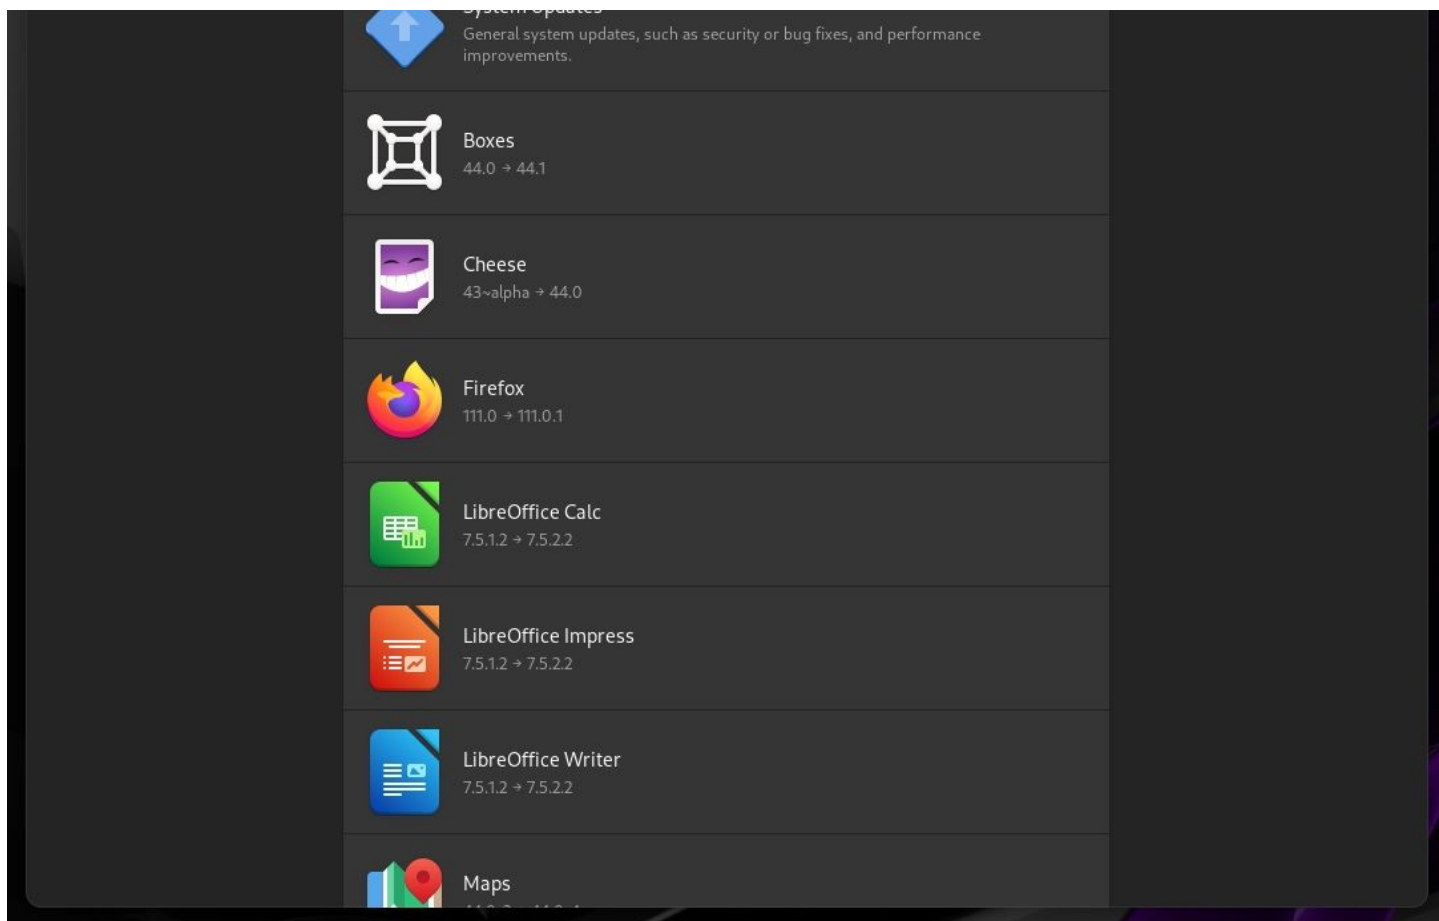 System Updates
General system updates, such as security or bug fixes, and performance
improvements.
Boxes
44.0 → 44.1
Cheese
43~alpha → 44.0
Firefox
111.0 → 111.0.1
LibreOffice Calc
7.5.1.2 → 7.5.2.2
LibreOffice Impress
7.5.1.2 → 7.5.2.2
LibreOffice Writer
7.5.1.2 → 7.5.2.2
Maps